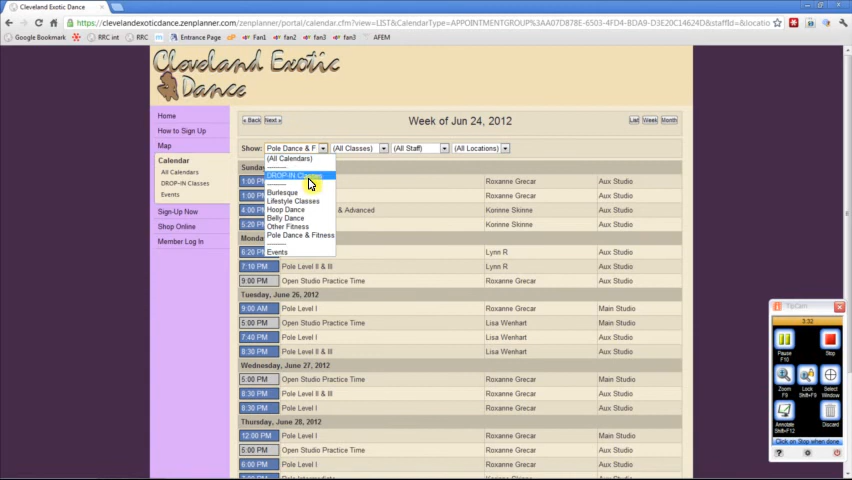 Cleveland Exotic Dance
https://clevelandexoticdance.zenplanner.com/zenplanner/portal/calendar.cfm?view=LIST&CalendarType=APPOINTMENTGROUP
Google Bookmark RRC int RRC Entrance Page Fan1 Fan2 fan3 fan3 AFEM
Cleveland Exotic
Dance
Home
How to Sign Up
Map
Calendar
All Calendars
DROP-IN Classes
Events
Sign-Up Now
Shop Online
Member Log In
« Back Next » Week of Jun 24, 2012 List Week Month
Show: Pole Dance & F (All Classes) (All Staff) (All Locations)
(All Calendars)
----------
DROP-IN Classes
----------
Burlesque
Lifestyle Classes
Hoop Dance
Belly Dance
Other Fitness
Pole Dance & Fitness
----------
Events
Sunday
1:00 PM Roxanne Grecar Aux Studio
1:00 Roxanne Grecar Aux Studio
4:00 & Advanced Korinne Skinne Aux Studio
5:20 Korinne Skinne Aux Studio
Monday
6:20 Lynn R Aux Studio
7:10 PM Pole Level II & III Lynn R Aux Studio
9:00 PM Open Studio Practice Time Roxanne Grecar Aux Studio
Tuesday, June 26, 2012
9:00 AM Pole Level I Roxanne Grecar Main Studio
5:00 PM Open Studio Practice Time Lisa Wenhart Main Studio
7:40 PM Pole Level I Lisa Wenhart Aux Studio
8:30 PM Pole Level II & III Lisa Wenhart Aux Studio
Wednesday, June 27, 2012
5:00 PM Open Studio Practice Time Roxanne Grecar Main Studio
8:30 PM Pole Level II & III Roxanne Grecar Aux Studio
8:30 PM Pole Level I Roxanne Grecar Aux Studio
Thursday, June 28, 2012
12:00 PM Pole Level I Roxanne Grecar Main Studio
5:00 PM Open Studio Practice Time Roxanne Grecar Aux Studio
6:00 PM Pole Level I Roxanne Grecar Aux Studio
TipCam
3:32
Pause
F10
Stop
Zoom
F9
Lock
Shift+F9
Select
Window
Annotate
Shift+F12
Discard
Click on Stop when done